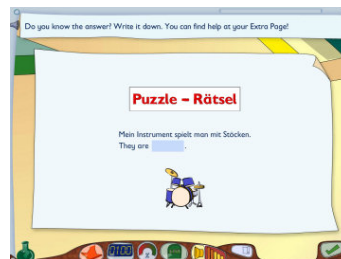 Do you know the answer? Write it down. You can find help at your Extra Page!
Puzzle – Rätsel
Mein Instrument spielt man mit Stöcken.
They are .